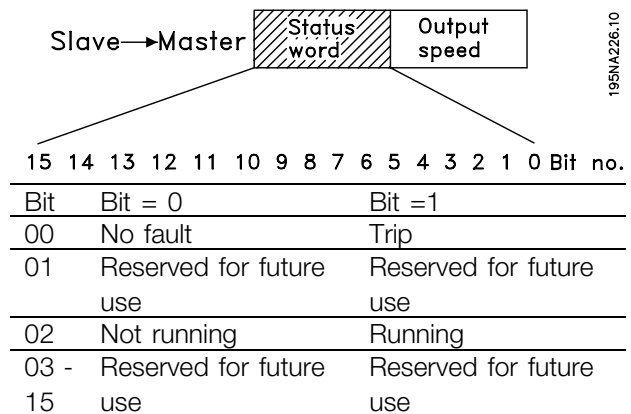 Slave→Master Status word Output speed
195NA226.10
15 14 13 12 11 10 9 8 7 6 5 4 3 2 1 0 Bit no.
Bit Bit = 0 Bit =1
00 No fault Trip
01 Reserved for future use Reserved for future use
02 Not running Running
03 - 15 Reserved for future use Reserved for future use